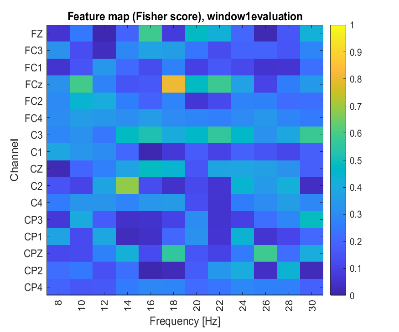 Feature map (Fisher score), window1evaluation
Channel
FZ
FC3
FC1
FCz
FC2
FC4
C3
C1
CZ
C2
C4
CP3
CP1
CPZ
CP2
CP4
8 10 12 14 16 18 20 22 24 26 28 30
Frequency [Hz]
1
0.9
0.8
0.7
0.6
0.5
0.4
0.3
0.2
0.1
0